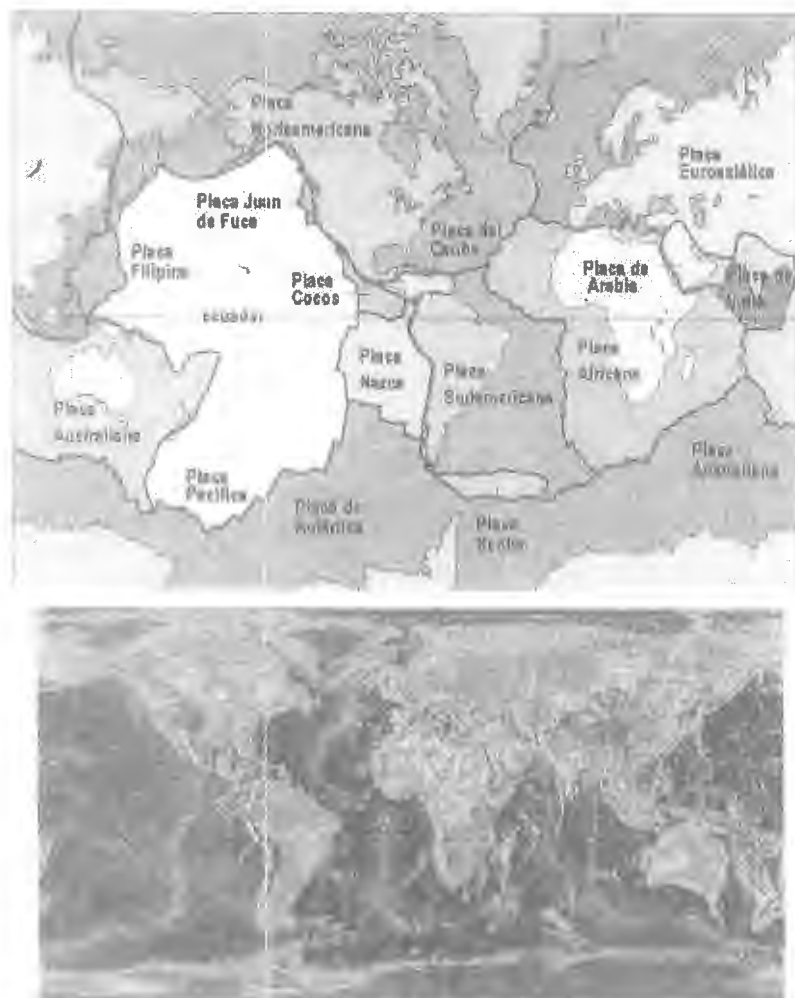 Placa
Norteamericana
Placa
Euroasiática
Placa Juan
de Fuca
Placa del
Caribe
Placa
Filipina
Placa de
Arabia
Placa de
Placa
Cocos
ECUADOR
Placa
Nazca
Placa
Sudamericana
Placa
Africana
Placa
Australiana
Placa
Pacífica
Placa de
Antártica
Placa
Scotia
Placa
Australiana